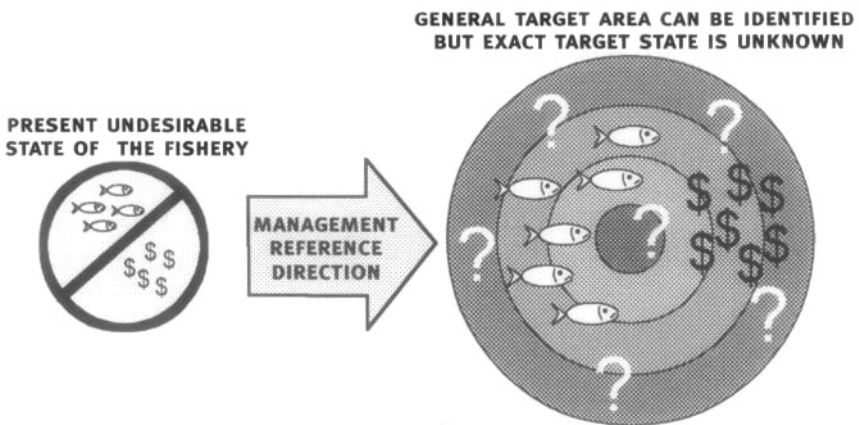 GENERAL TARGET AREA CAN BE IDENTIFIED
BUT EXACT TARGET STATE IS UNKNOWN
PRESENT UNDESIRABLE
STATE OF THE FISHERY
MANAGEMENT
REFERENCE
DIRECTION
? ? ? ? ? ? ?
$ $ $ $ $
$ $ $ $ $ $ $